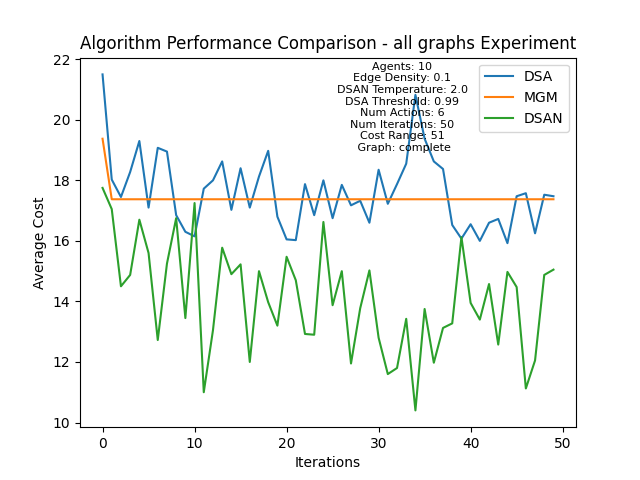 Algorithm Performance Comparison - all graphs Experiment
Agents: 10
Edge Density: 0.1
DSAN Temperature: 2.0
DSA Threshold: 0.99
Num Actions: 6
Num Iterations: 50
Cost Range: 51
Graph: complete
DSA
MGM
DSAN
22
20
18
16
14
12
10
Average Cost
0
10
20
30
40
50
Iterations